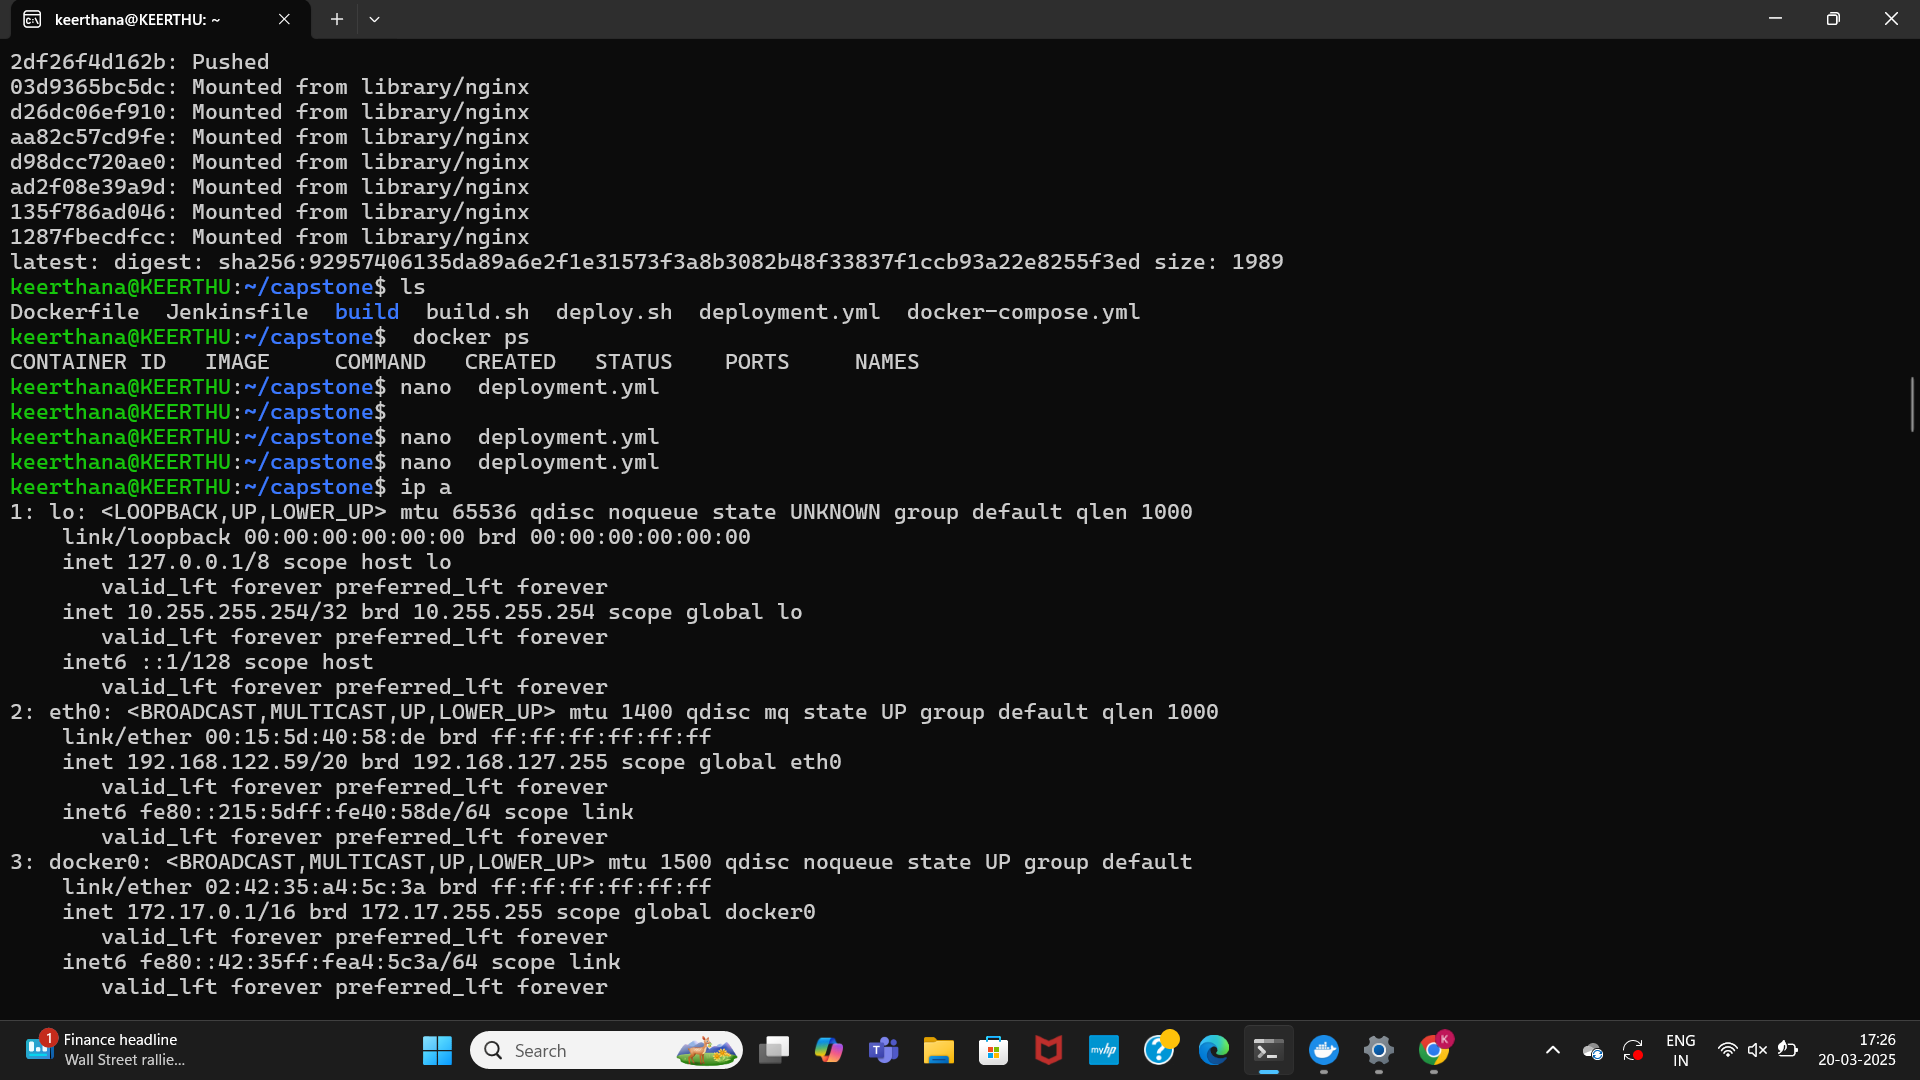 keerthana@KEERTHU: ~
2df26f4d162b: Pushed
03d9365bc5dc: Mounted from library/nginx
d26dc06ef910: Mounted from library/nginx
aa82c57cd9fe: Mounted from library/nginx
d98dcc720ae0: Mounted from library/nginx
ad2f08e39a9d: Mounted from library/nginx
135f786ad046: Mounted from library/nginx
1287fbecdfcc: Mounted from library/nginx
latest: digest: sha256:92957406135da89a6e2f1e31573f3a8b3082b48f33837f1ccb93a22e8255f3ed size: 1989
keerthana@KEERTHU:~/capstone$ ls
Dockerfile  Jenkinsfile  build  build.sh  deploy.sh  deployment.yml  docker-compose.yml
keerthana@KEERTHU:~/capstone$  docker ps
CONTAINER ID   IMAGE     COMMAND   CREATED   STATUS    PORTS     NAMES
keerthana@KEERTHU:~/capstone$ nano  deployment.yml
keerthana@KEERTHU:~/capstone$
keerthana@KEERTHU:~/capstone$ nano  deployment.yml
keerthana@KEERTHU:~/capstone$ nano  deployment.yml
keerthana@KEERTHU:~/capstone$ ip a
1: lo: <LOOPBACK,UP,LOWER_UP> mtu 65536 qdisc noqueue state UNKNOWN group default qlen 1000
    link/loopback 00:00:00:00:00:00 brd 00:00:00:00:00:00
    inet 127.0.0.1/8 scope host lo
       valid_lft forever preferred_lft forever
    inet 10.255.255.254/32 brd 10.255.255.254 scope global lo
       valid_lft forever preferred_lft forever
    inet6 ::1/128 scope host
       valid_lft forever preferred_lft forever
2: eth0: <BROADCAST,MULTICAST,UP,LOWER_UP> mtu 1400 qdisc mq state UP group default qlen 1000
    link/ether 00:15:5d:40:58:de brd ff:ff:ff:ff:ff:ff
    inet 192.168.122.59/20 brd 192.168.127.255 scope global eth0
       valid_lft forever preferred_lft forever
    inet6 fe80::215:5dff:fe40:58de/64 scope link
       valid_lft forever preferred_lft forever
3: docker0: <BROADCAST,MULTICAST,UP,LOWER_UP> mtu 1500 qdisc noqueue state UP group default
    link/ether 02:42:35:a4:5c:3a brd ff:ff:ff:ff:ff:ff
    inet 172.17.0.1/16 brd 172.17.255.255 scope global docker0
       valid_lft forever preferred_lft forever
    inet6 fe80::42:35ff:fea4:5c3a/64 scope link
       valid_lft forever preferred_lft forever
1
Finance headline
Wall Street rallie...
Search
myhp
K
ENG
IN
17:26
20-03-2025